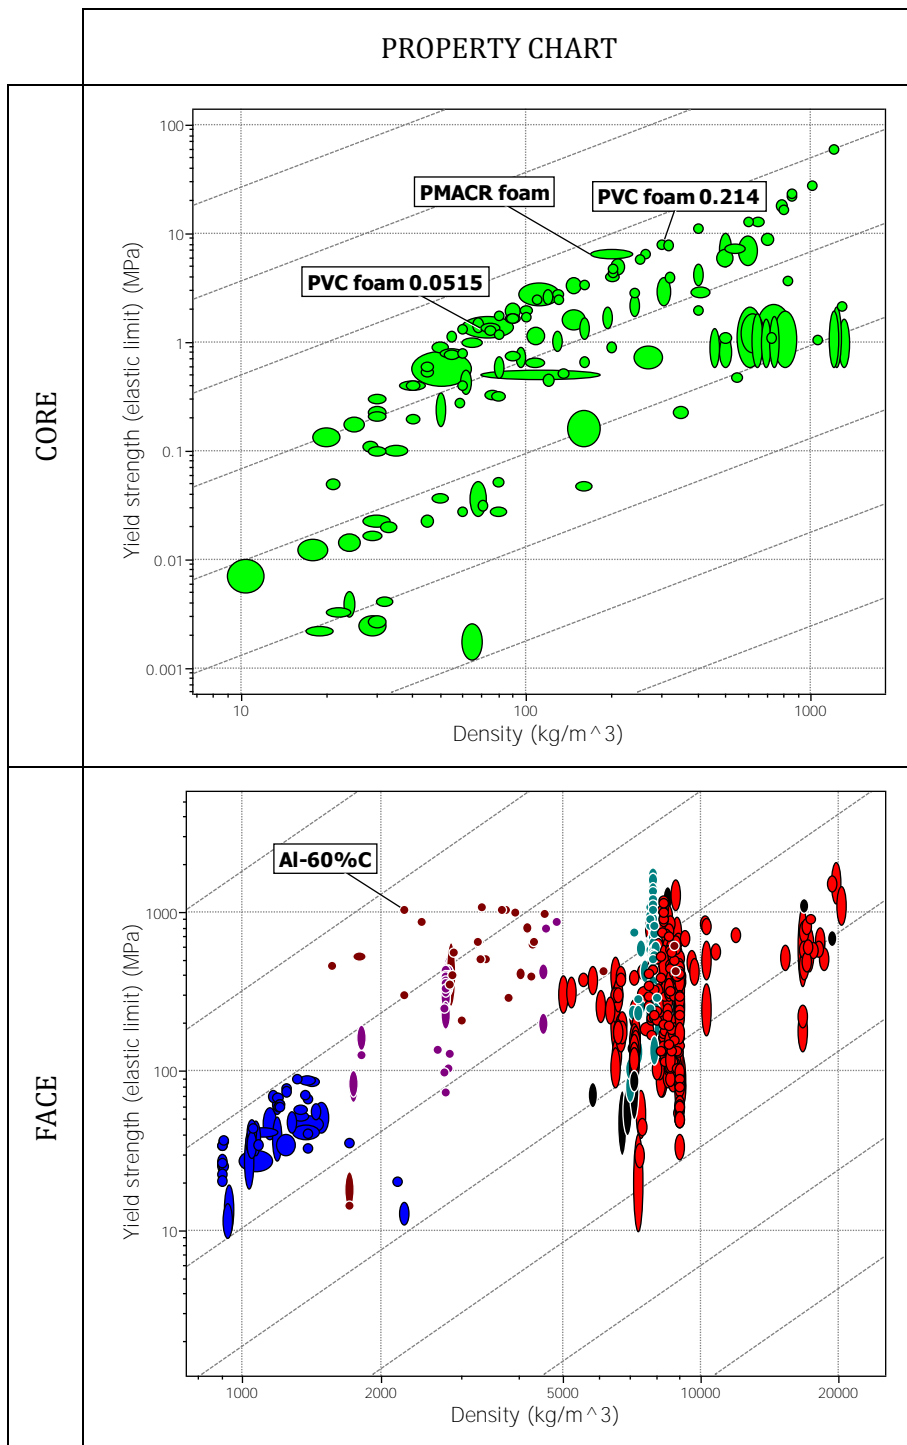 PROPERTY CHART
CORE
Yield strength (elastic limit) (MPa)
100
10
1
0.1
0.01
0.001
PMACR foam
PVC foam 0.214
PVC foam 0.0515
10
100
1000
Density (kg/m^3)
FACE
Yield strength (elastic limit) (MPa)
1000
100
10
Al-60%C
1000
2000
5000
10000
20000
Density (kg/m^3)